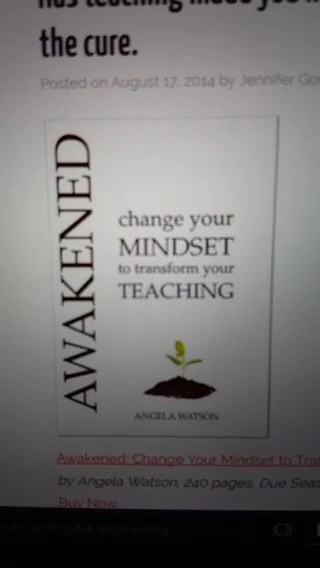 the cure.
Posted on August 17, 2014 by Jennifer
AWAKENED
change your
MINDSET
to transform your
TEACHING
ANGELA WATSON
Awakened: Change Your Mindset to
by Angela Watson, 240 pages, Due
Buy Now